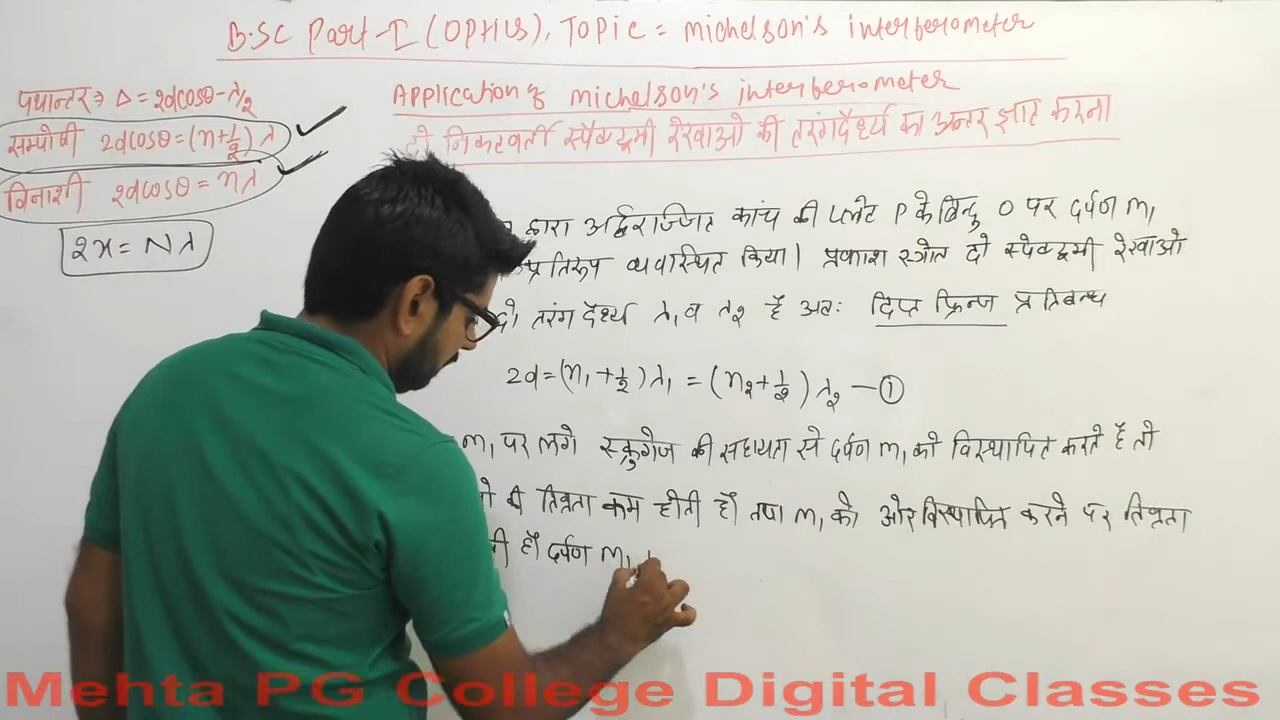 B.SC Part-I (OPtics), TOPIC = michelson's interberometer
पथान्तर → Δ = 2dcosθ - λ/2
सम्पोषी 2dcosθ = (n+1/2) λ
विनाशी 2dcosθ = nλ
2x = Nλ
Application of michelson's interberometer
दो निकटवर्ती स्पैक्ट्रमी रेखाओ की तरंगदैर्ध्य का अन्तर ज्ञात करना
द्वारा अर्द्धरज्जित कांच की प्लेट P के बिन्दु O पर दर्पण m1
प्रतिरूप व्यवास्थित किया। प्रकाश स्त्रोत दो स्पेक्ट्रमी रेखाओ
दो तरंग दैर्ध्य λ1 व λ2 है अतः दिप्त फ्रिन्ज प्रतिबन्ध
2d = (n1 + 1/2) λ1 = (n2 + 1/2) λ2 — ①
m1 पर लगे स्क्रुगेज की सहायता से दर्पण m1 को विस्थापित करते है तो
तिव्रता कम होती है। तथा m1 को ओर विस्थापित करने पर तिव्रता
है। दर्पण m1
Mehta PG College Digital Classes